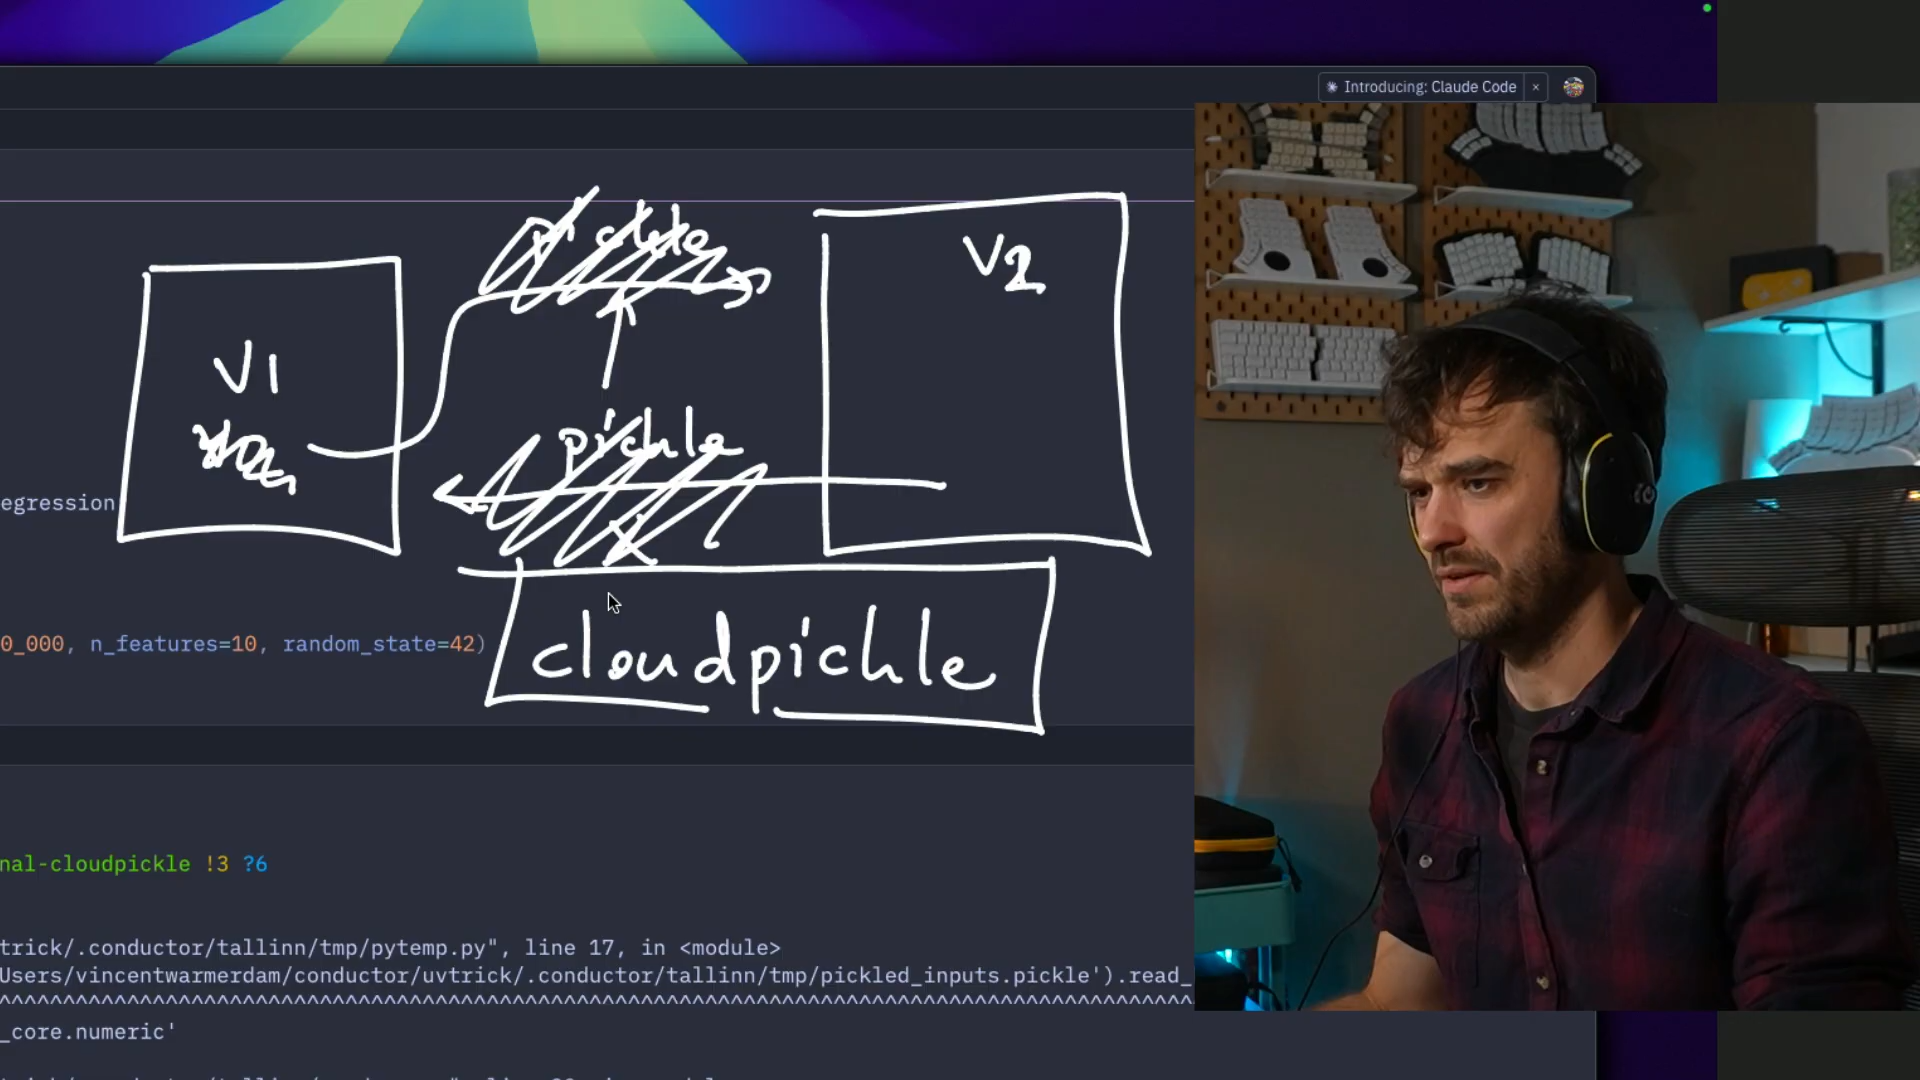 Introducing: Claude Code ×
pickle
V2
V1
pickle
egression
cloudpickle
0_000, n_features=10, random_state=42)
nal-cloudpickle !3 ?6
trick/.conductor/tallinn/tmp/pytemp.py", line 17, in <module>
Users/vincentwarmerdam/conductor/uvtrick/.conductor/tallinn/tmp/pickled_inputs.pickle').read_
^^^^^^^^^^^^^^^^^^^^^^^^^^^^^^^^^^^^^^^^^^^^^^^^^^^^^^^^^^^^^^^^^^^^^^^^^^^^^^^^^^^^^^^^^^^^^
_core.numeric'